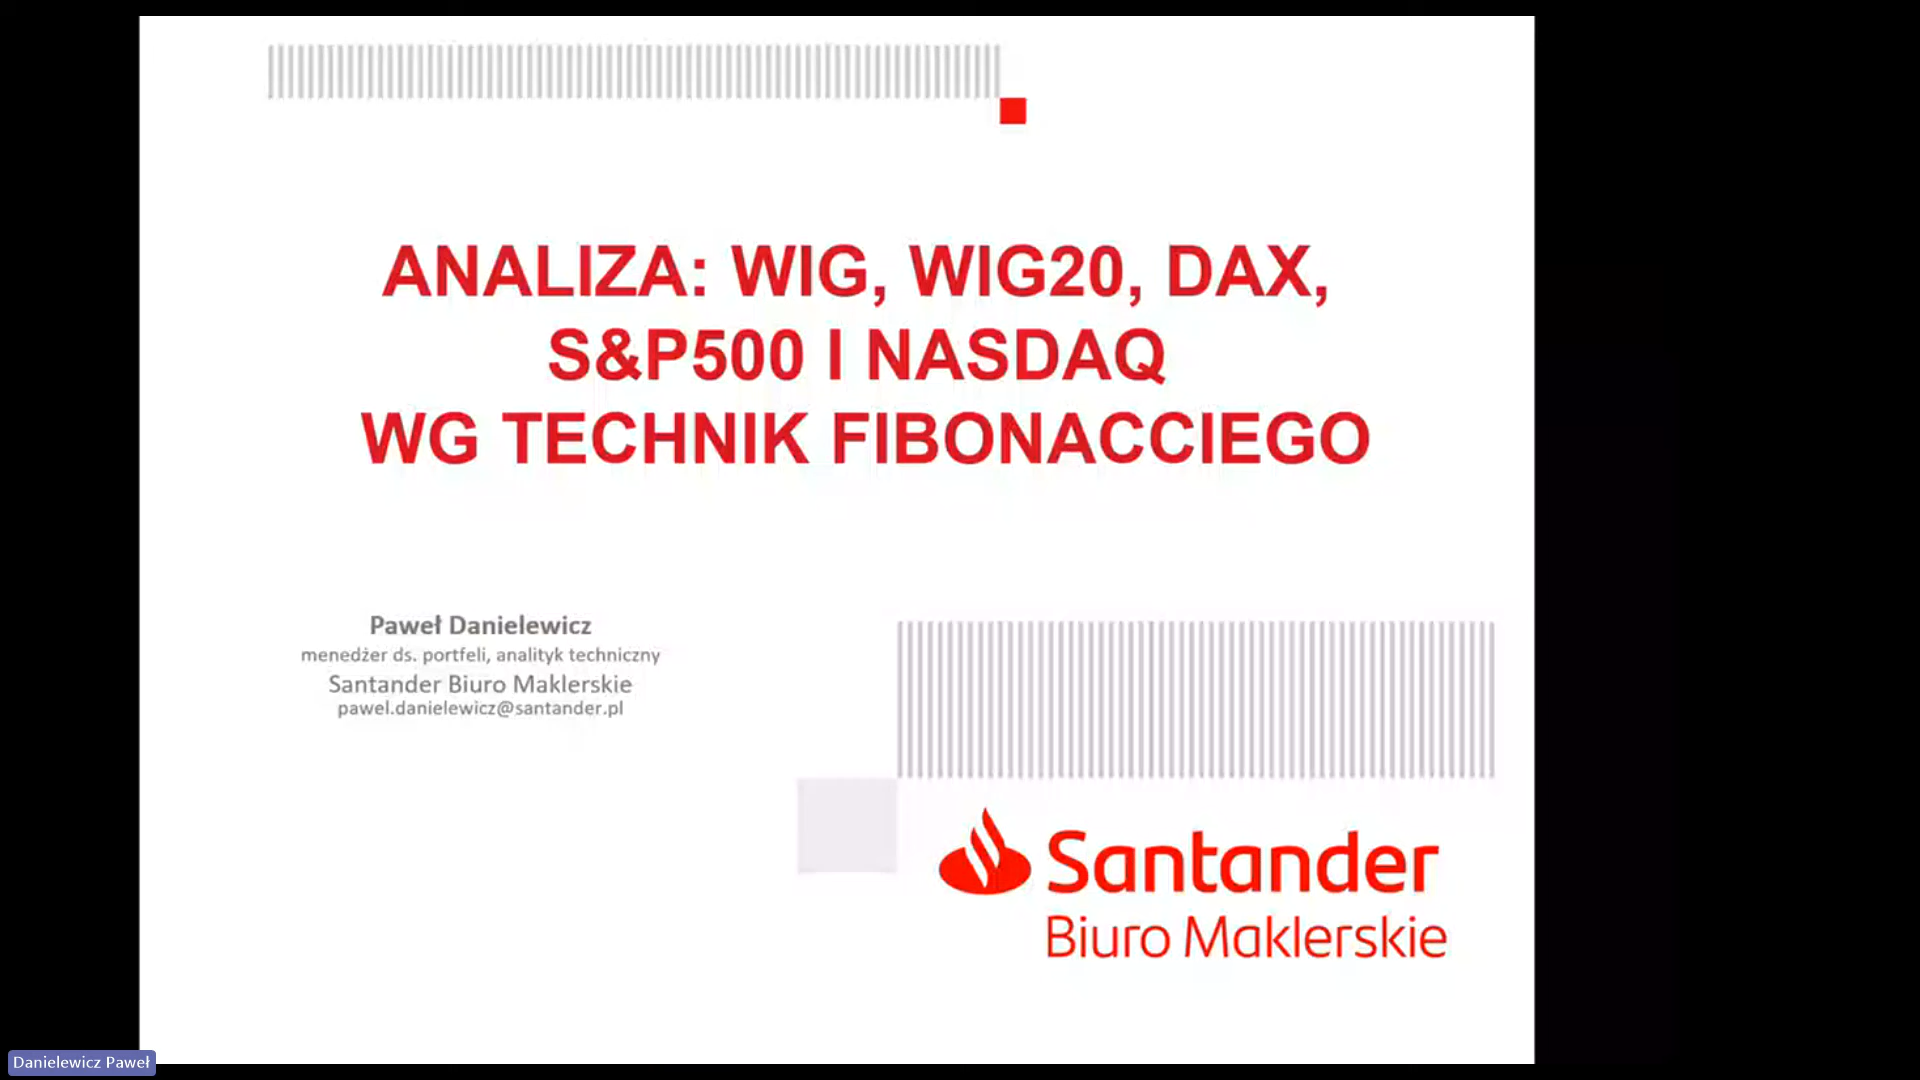 ANALIZA: WIG, WIG20, DAX,
S&P500 I NASDAQ
WG TECHNIK FIBONACCIEGO
Paweł Danielewicz
menedżer ds. portfeli, analityk techniczny
Santander Biuro Maklerskie
pawel.danielewicz@santander.pl
Santander
Biuro Maklerskie
Danielewicz Paweł